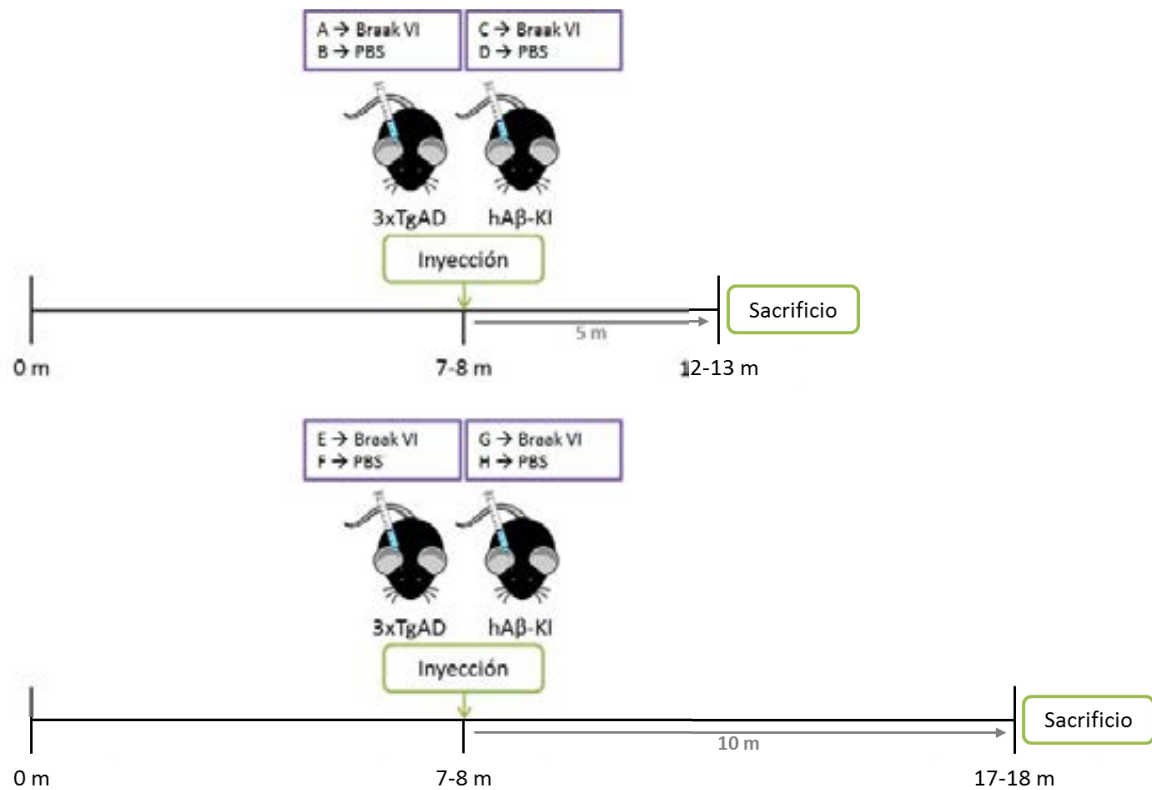 A → Braak VI
B → PBS
C → Braak VI
D → PBS
3xTgAD
hAβ-KI
Inyección
Sacrificio
5 m
0 m
7-8 m
12-13 m
E → Braak VI
F → PBS
G → Braak VI
H → PBS
3xTgAD
hAβ-KI
Inyección
Sacrificio
10 m
0 m
7-8 m
17-18 m